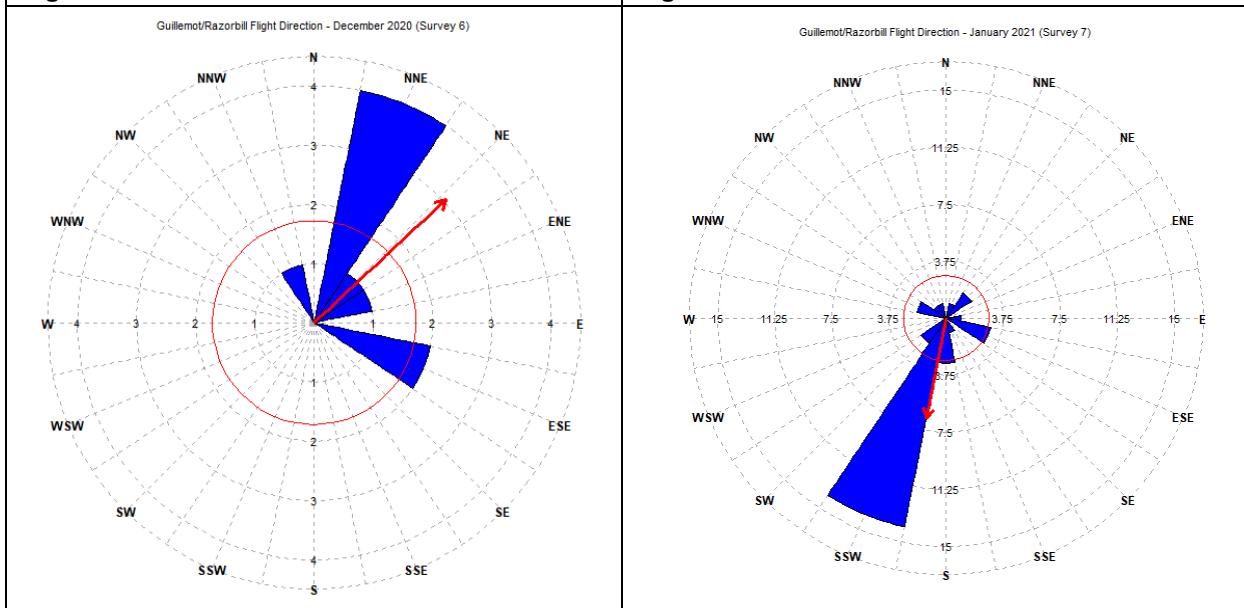 Guillemot/Razorbill Flight Direction - December 2020 (Survey 6)
N
NNW
NNE
4
NW
NE
3
2
WNW
ENE
1
W
4
3
2
1
1
2
3
4
E
1
WSW
ESE
2
SW
SE
3
SSW
4
SSE
S
Guillemot/Razorbill Flight Direction - January 2021 (Survey 7)
N
NNW
NNE
15
NW
NE
11.25
7.5
WNW
ENE
3.75
W
15
11.25
7.5
3.75
3.75
7.5
11.25
15
E
3.75
WSW
ESE
7.5
11.25
SW
SE
15
SSW
SSE
S